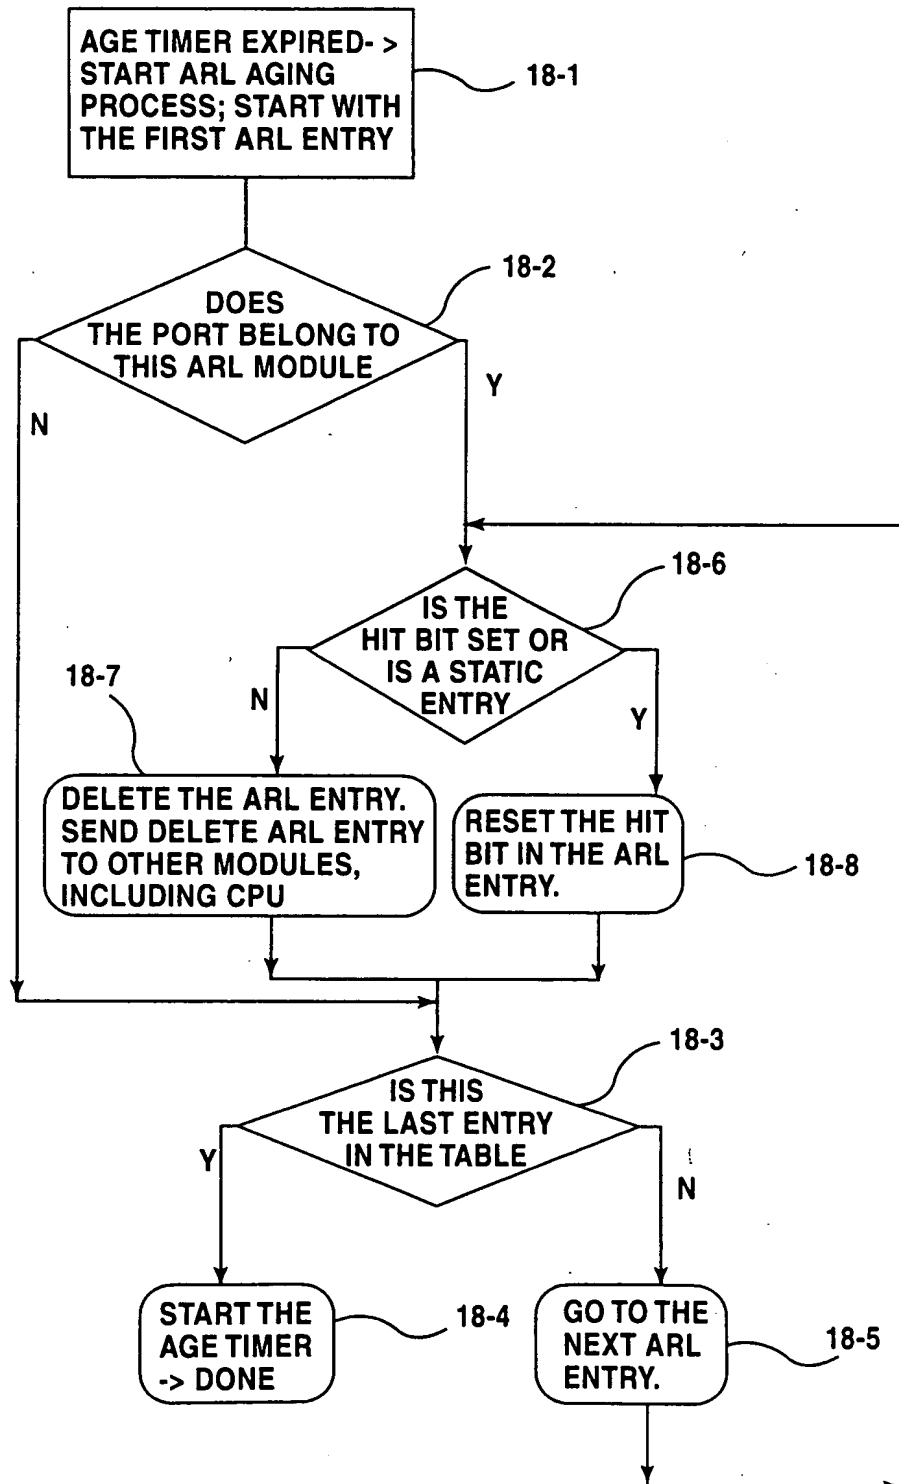 AGE TIMER EXPIRED- >
START ARL AGING
PROCESS; START WITH
THE FIRST ARL ENTRY
18-1
18-2
DOES
THE PORT BELONG TO
THIS ARL MODULE
Y
N
18-6
IS THE
HIT BIT SET OR
IS A STATIC
ENTRY
18-7
N
Y
DELETE THE ARL ENTRY.
SEND DELETE ARL ENTRY
TO OTHER MODULES,
INCLUDING CPU
RESET THE HIT
BIT IN THE ARL
ENTRY.
18-8
18-3
IS THIS
THE LAST ENTRY
IN THE TABLE
Y
N
START THE
AGE TIMER
-> DONE
18-4
GO TO THE
NEXT ARL
ENTRY.
18-5